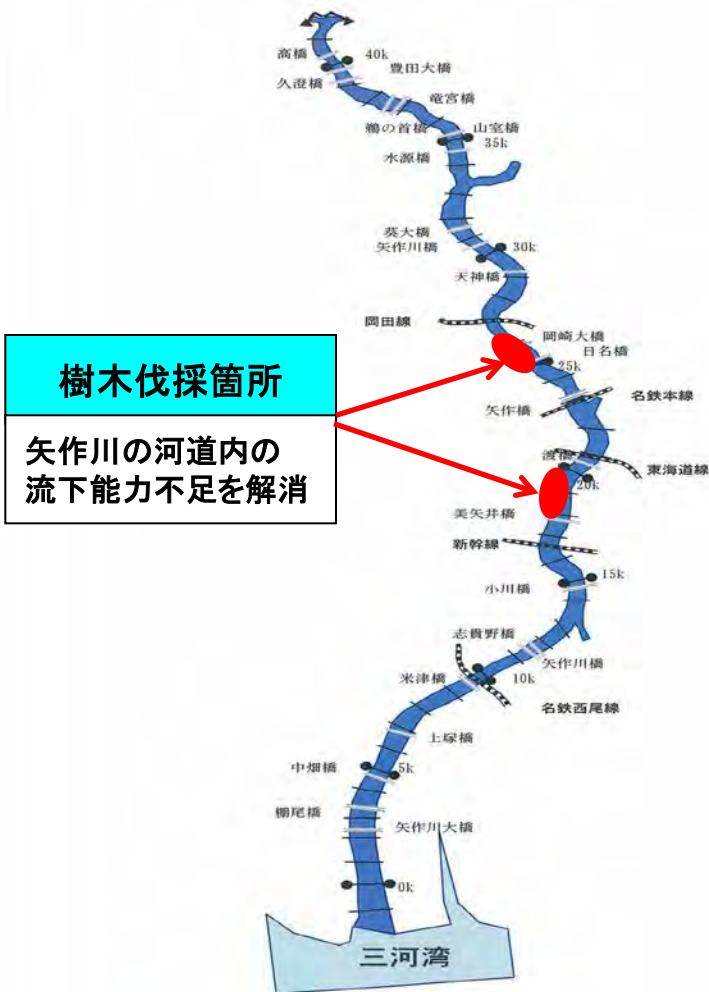 高橋
40k
豊田大橋
久澄橋
竜宮橋
鵜の首橋
山室橋
35k
水源橋
葵大橋
矢作川橋
30k
天神橋
岡田線
岡崎大橋
日名橋
25k
樹木伐採箇所
矢作川の河道内の
流下能力不足を解消
名鉄本線
矢作橋
渡橋
東海道線
20k
美矢井橋
新幹線
15k
小川橋
志貴野橋
矢作川橋
米津橋
10k
名鉄西尾線
上塚橋
中畑橋
5k
棚尾橋
矢作川大橋
0k
三河湾